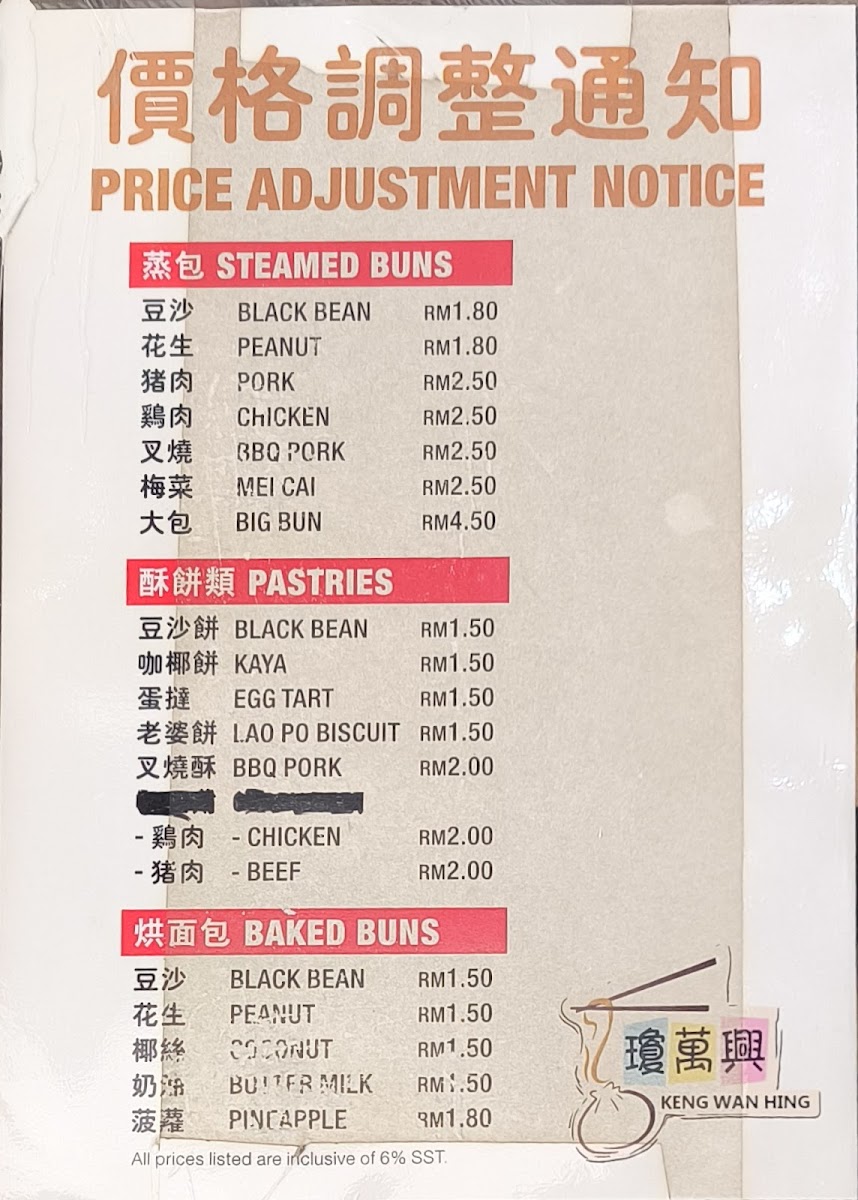 價格調整通知
PRICE ADJUSTMENT NOTICE
蒸包 STEAMED BUNS
豆沙 BLACK BEAN RM1.80
花生 PEANUT RM1.80
猪肉 PORK RM2.50
鷄肉 CHICKEN RM2.50
叉燒 BBQ PORK RM2.50
梅菜 MEI CAI RM2.50
大包 BIG BUN RM4.50
酥餅類 PASTRIES
豆沙餅 BLACK BEAN RM1.50
咖椰餅 KAYA RM1.50
蛋撻 EGG TART RM1.50
老婆餅 LAO PO BISCUIT RM1.50
叉燒酥 BBQ PORK RM2.00
- 鷄肉 - CHICKEN RM2.00
- 猪肉 - BEEF RM2.00
烘面包 BAKED BUNS
豆沙 BLACK BEAN RM1.50
花生 PEANUT RM1.50
椰絲 COCONUT RM1.50
奶油 BUTTER MILK RM1.50
菠蘿 PINEAPPLE RM1.80
瓊萬興
KENG WAN HING
All prices listed are inclusive of 6% SST.